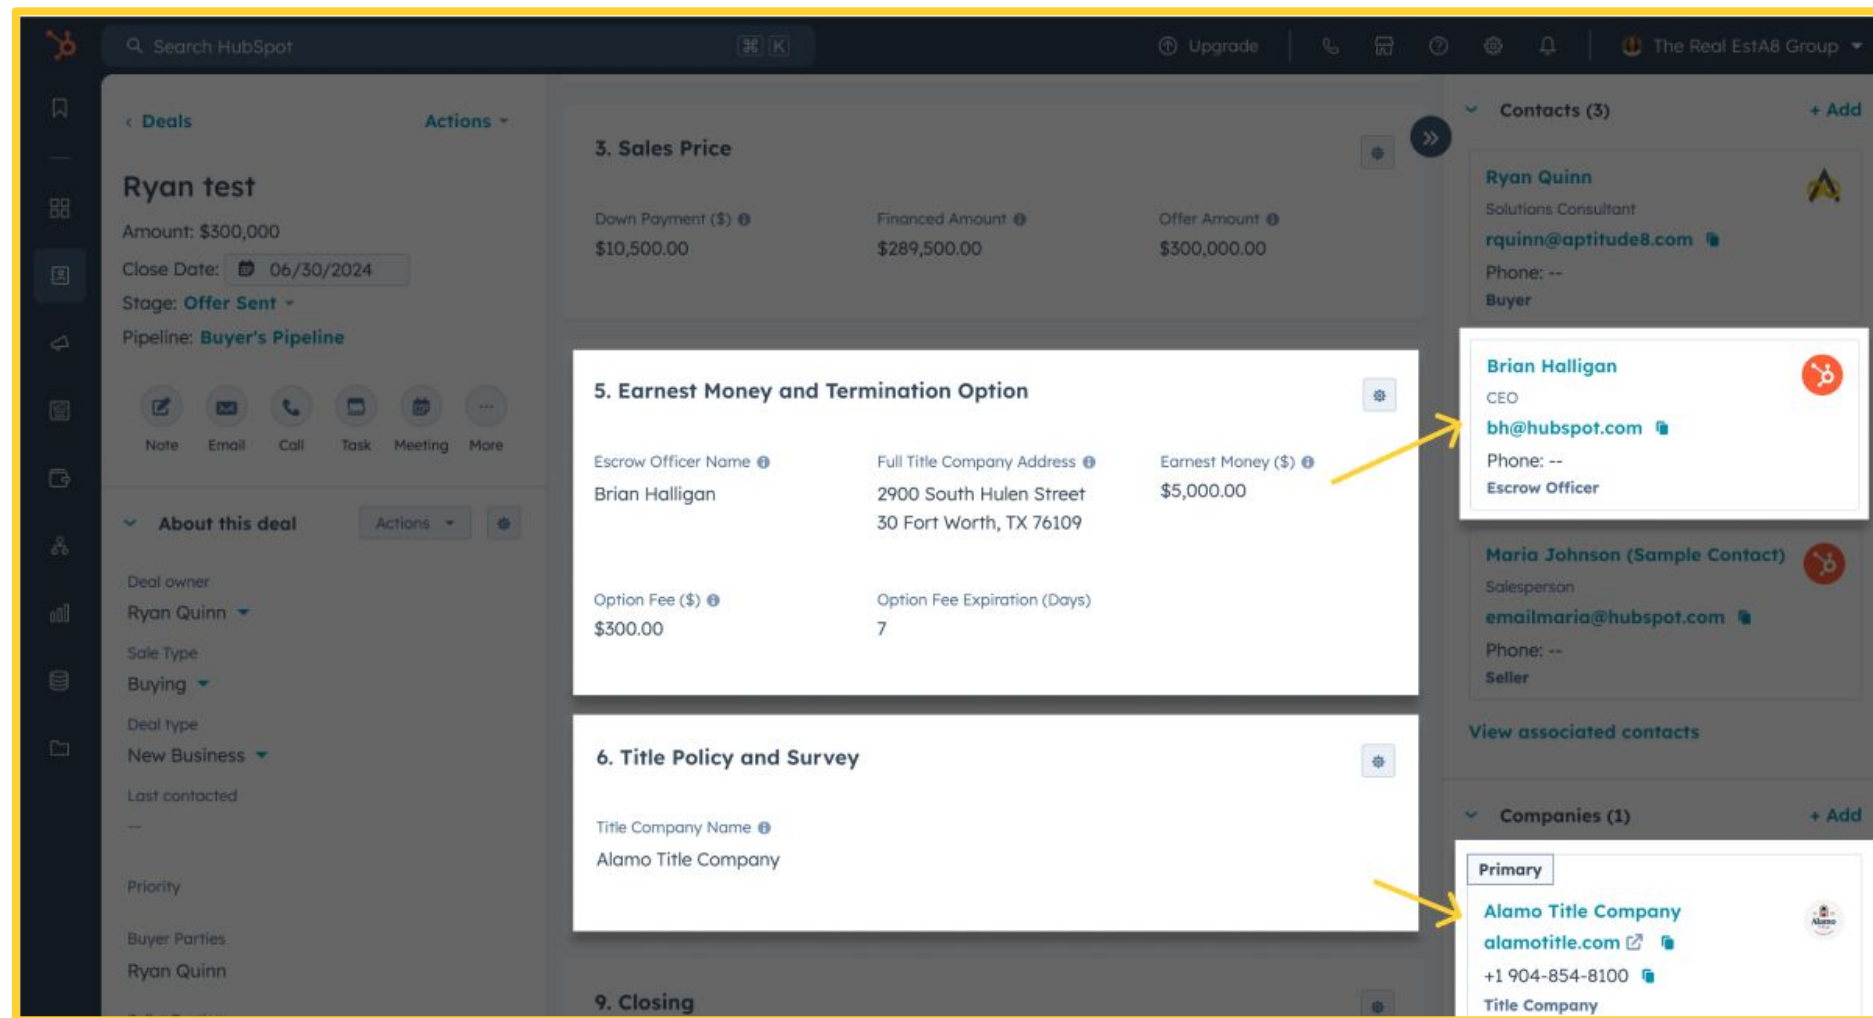 Search HubSpot
⌘ K
Upgrade
The Real EstA8 Group
Deals
Actions
Ryan test
Amount: $300,000
Close Date: 06/30/2024
Stage: Offer Sent
Pipeline: Buyer's Pipeline
Note Email Call Task Meeting More
About this deal
Actions
Deal owner
Ryan Quinn
Sale Type
Buying
Deal type
New Business
Last contacted
--
Priority
Buyer Parties
Ryan Quinn
3. Sales Price
Down Payment ($) Financed Amount Offer Amount
$10,500.00 $289,500.00 $300,000.00
5. Earnest Money and Termination Option
Escrow Officer Name Full Title Company Address Earnest Money ($)
Brian Halligan 2900 South Hulen Street $5,000.00
30 Fort Worth, TX 76109
Option Fee ($) Option Fee Expiration (Days)
$300.00 7
6. Title Policy and Survey
Title Company Name
Alamo Title Company
9. Closing
Contacts (3) + Add
Ryan Quinn
Solutions Consultant
rquinn@aptitude8.com
Phone: --
Buyer
Brian Halligan
CEO
bh@hubspot.com
Phone: --
Escrow Officer
Maria Johnson (Sample Contact)
Salesperson
emailmaria@hubspot.com
Phone: --
Seller
View associated contacts
Companies (1) + Add
Primary
Alamo Title Company
Alamo
alamotitle.com
+1 904-854-8100
Title Company